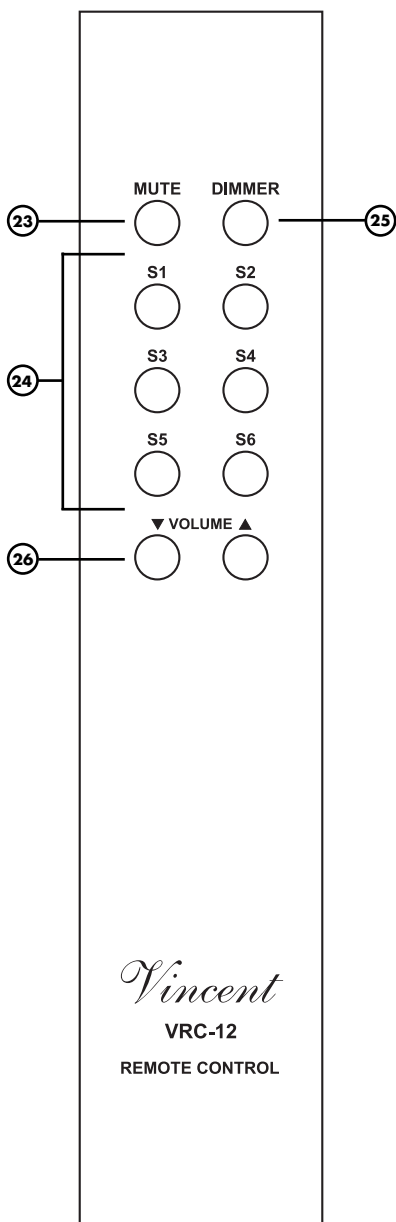 MUTE DIMMER
23 25
S1 S2
24
S3 S4
S5 S6
▼ VOLUME ▲
26
Vincent
VRC-12
REMOTE CONTROL